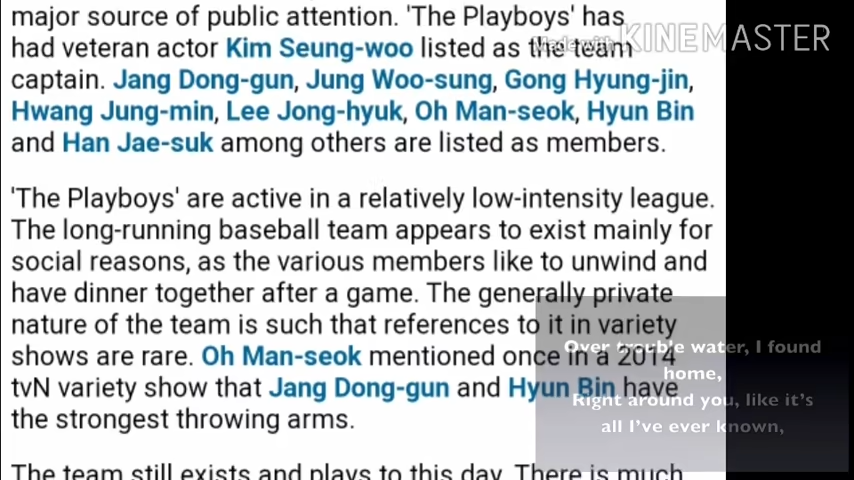 major source of public attention. 'The Playboys' has
had veteran actor Kim Seung-woo listed as the team
Made with KINEMASTER
captain. Jang Dong-gun, Jung Woo-sung, Gong Hyung-jin,
Hwang Jung-min, Lee Jong-hyuk, Oh Man-seok, Hyun Bin
and Han Jae-suk among others are listed as members.
'The Playboys' are active in a relatively low-intensity league.
The long-running baseball team appears to exist mainly for
social reasons, as the various members like to unwind and
have dinner together after a game. The generally private
nature of the team is such that references to it in variety
shows are rare. Oh Man-seok mentioned once in a 2014
tvN variety show that Jang Dong-gun and Hyun Bin have
the strongest throwing arms.
The team still exists and plays to this day. There is much
Over trouble water, I found
home,
Right around you, like it's
all I've ever known,